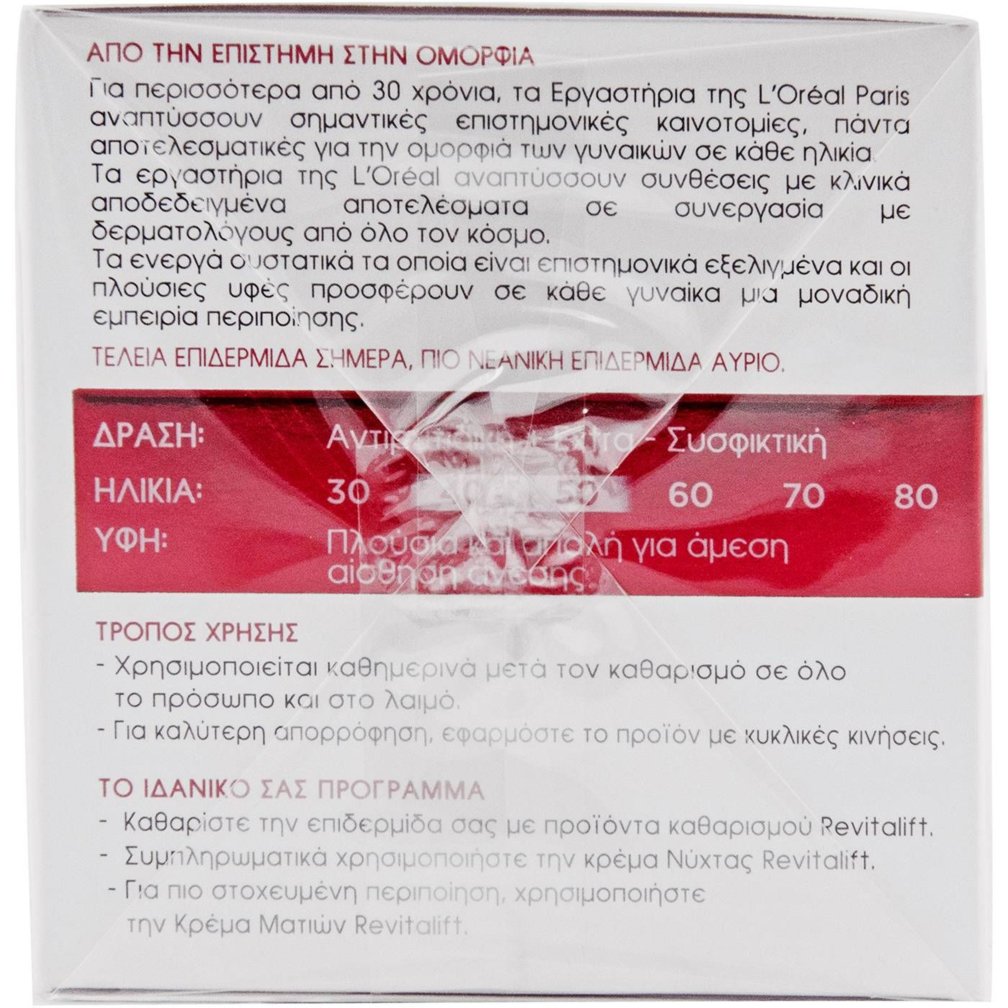 ΑΠΟ ΤΗΝ ΕΠΙΣΤΗΜΗ ΣΤΗΝ ΟΜΟΡΦΙΑ
Για περισσότερα από 30 χρόνια, τα Εργαστήρια της L'Oréal Paris
αναπτύσσουν σημαντικές επιστημονικές καινοτομίες, πάντα
αποτελεσματικές για την ομορφιά των γυναικών σε κάθε ηλικία.
Τα εργαστήρια της L'Oréal αναπτύσσουν συνθέσεις με κλινικά
αποδεδειγμένα αποτελέσματα σε συνεργασία με
δερματολόγους από όλο τον κόσμο.
Τα ενεργά συστατικά τα οποία είναι επιστημονικά εξελιγμένα και οι
πλούσιες υφές προσφέρουν σε κάθε γυναίκα μια μοναδική
εμπειρία περιποίησης.
ΤΕΛΕΙΑ ΕΠΙΔΕΡΜΙΔΑ ΣΗΜΕΡΑ, ΠΙΟ ΝΕΑΝΙΚΗ ΕΠΙΔΕΡΜΙΔΑ ΑΥΡΙΟ.
ΔΡΑΣΗ: Extra - Συσφικτική
ΗΛΙΚΙΑ: 30 40 50 60 70 80
ΥΦΗ: Πλούσια και απαλή για άμεση
αίσθηση άνεσης
ΤΡΟΠΟΣ ΧΡΗΣΗΣ
- Χρησιμοποιείται καθημερινά μετά τον καθαρισμό σε όλο
το πρόσωπο και στο λαιμό.
- Για καλύτερη απορρόφηση, εφαρμόστε το προϊόν με κυκλικές κινήσεις.
ΤΟ ΙΔΑΝΙΚΟ ΣΑΣ ΠΡΟΓΡΑΜΜΑ
- Καθαρίστε την επιδερμίδα σας με προϊόντα καθαρισμού Revitalift.
- Συμπληρωματικά χρησιμοποιήστε την κρέμα Νύχτας Revitalift.
- Για πιο στοχευμένη περιποίηση, χρησιμοποιήστε
την Κρέμα Ματιών Revitalift.